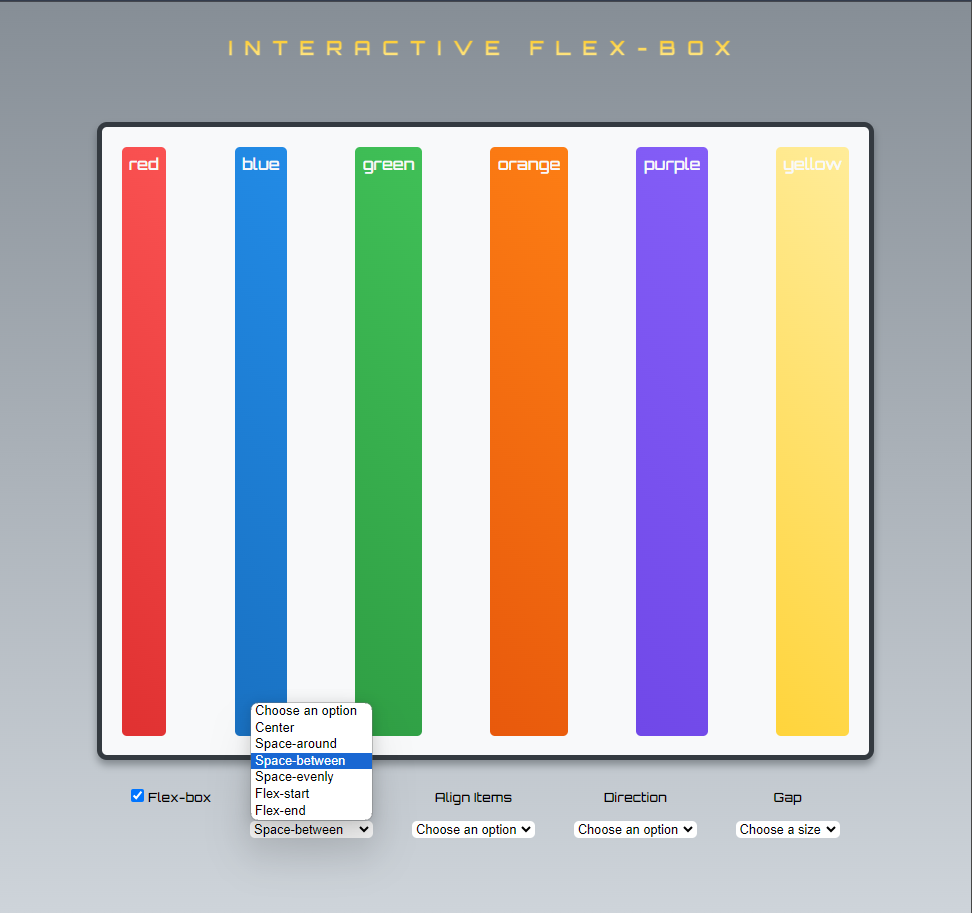 INTERACTIVE FLEX-BOX
red blue green orange purple yellow
Choose an option
Center
Space-around
Space-between
Space-evenly
Flex-start
Flex-end
Flex-box Align Items Direction Gap
Space-between Choose an option Choose an option Choose a size